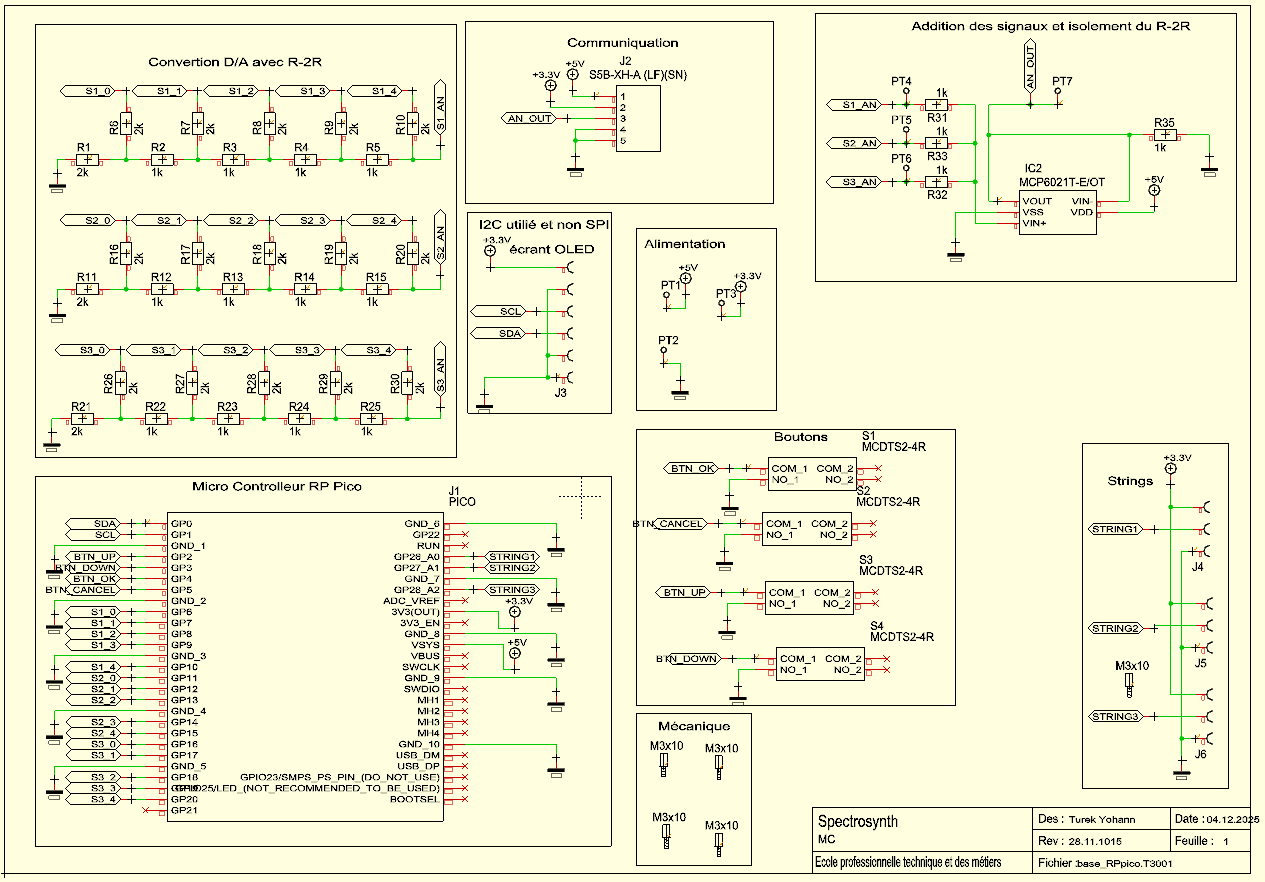 Convertion D/A avec R-2R
S1_0 S1_1 S1_2 S1_3 S1_4 S1_AN
R6 2k R7 2k R8 2k R9 2k R10 2k
R1 R2 R3 R4 R5
2k 1k 1k 1k 1k
S2_0 S2_1 S2_2 S2_3 S2_4 S2_AN
R16 2k R17 2k R18 2k R19 2k R20 2k
R11 R12 R13 R14 R15
2k 1k 1k 1k 1k
S3_0 S3_1 S3_2 S3_3 S3_4 S3_AN
R26 2k R27 2k R28 2k R29 2k R30 2k
R21 R22 R23 R24 R25
2k 1k 1k 1k 1k
Communiquation
J2
S5B-XH-A (LF)(SN)
+5V
+3.3V
AN_OUT
1
2
3
4
5
Addition des signaux et isolement du R-2R
AN_OUT
PT4 PT7
S1_AN 1k R31
PT5
S2_AN 1k R33
PT6
S3_AN 1k R32
R35
1k
IC2
MCP6021T-E/OT
+5V
VOUT VIN-
VSS VDD
VIN+
I2C utilié et non SPI
+3.3V
écrant OLED
SCL
SDA
J3
Alimentation
+5V
PT1
+3.3V
PT3
PT2
Boutons
S1
MCDTS2-4R
BTN_OK
COM_1 COM_2
NO_1 NO_2
S2
MCDTS2-4R
BTN_CANCEL
COM_1 COM_2
NO_1 NO_2
S3
MCDTS2-4R
BTN_UP
COM_1 COM_2
NO_1 NO_2
S4
MCDTS2-4R
BTN_DOWN
COM_1 COM_2
NO_1 NO_2
Strings
+3.3V
STRING1
J4
STRING2
J5
M3x10
STRING3
J6
Micro Controlleur RP Pico
J1
PICO
SDA GP0 GND_6
SCL GP1 GP22
GND_1 RUN
BTN_UP GP2 GP26_A0 STRING1
BTN_DOWN GP3 GP27_A1 STRING2
BTN_OK GP4 GND_7
BTN_CANCEL GP5 GP28_A2 STRING3
GND_2 ADC_VREF +3.3V
S1_0 GP6 3V3(OUT)
S1_1 GP7 3V3_EN
S1_2 GP8 GND_8
S1_3 GP9 VSYS +5V
GND_3 VBUS
S1_4 GP10 SWCLK
S2_0 GP11 GND_9
S2_1 GP12 SWDIO
S2_2 GP13 MH1
GND_4 MH2
S2_3 GP14 MH3
S2_4 GP15 MH4
S3_0 GP16 GND_10
S3_1 GP17 USB_DM
GND_5 USB_DP
S3_2 GP18 GPIO23/SMPS_PS_PIN_(DO_NOT_USE)
S3_3 /LED_(NOT_RECOMMENDED_TO_BE_USED)
S3_4 GP20 BOOTSEL
GP21
Mécanique
M3x10 M3x10
M3x10 M3x10
Spectrosynth
MC
Ecole professionnelle technique et des métiers
Des : Turek Yohann
Date : 04.12.2025
Rev : 28.11.1015
Feuille : 1
Fichier :base_RPpico.T3001